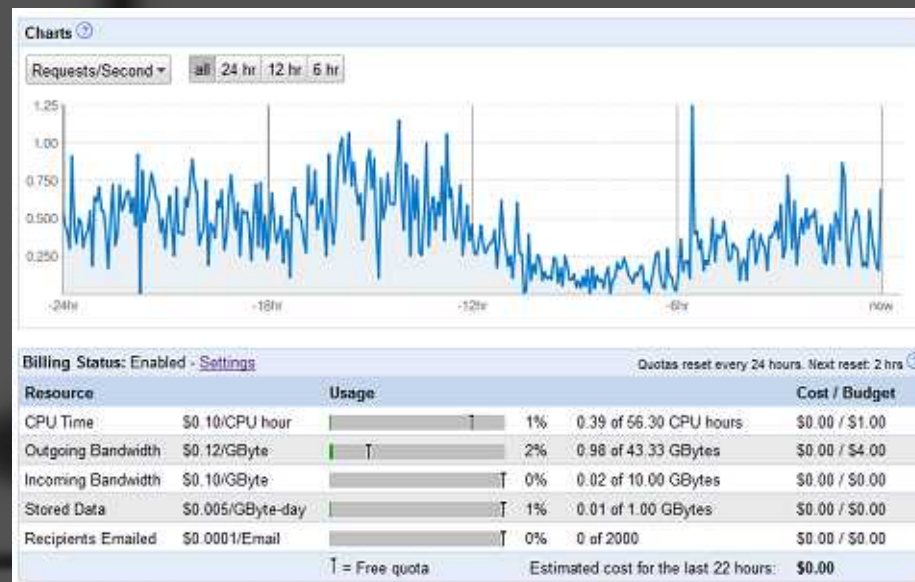 Charts ?
Requests/Second all 24 hr 12 hr 6 hr
1.25
1.00
0.750
0.500
0.250
-24hr -18hr -12hr -6hr now
Billing Status: Enabled - Settings Quotas reset every 24 hours. Next reset: 2 hrs ?
Resource Usage Cost / Budget
CPU Time $0.10/CPU hour 1% 0.39 of 56.30 CPU hours $0.00 / $1.00
Outgoing Bandwidth $0.12/GByte 2% 0.98 of 43.33 GBytes $0.00 / $4.00
Incoming Bandwidth $0.10/GByte 0% 0.02 of 10.00 GBytes $0.00 / $0.00
Stored Data $0.005/GByte-day 1% 0.01 of 1.00 GBytes $0.00 / $0.00
Recipients Emailed $0.0001/Email 0% 0 of 2000 $0.00 / $0.00
= Free quota Estimated cost for the last 22 hours: $0.00